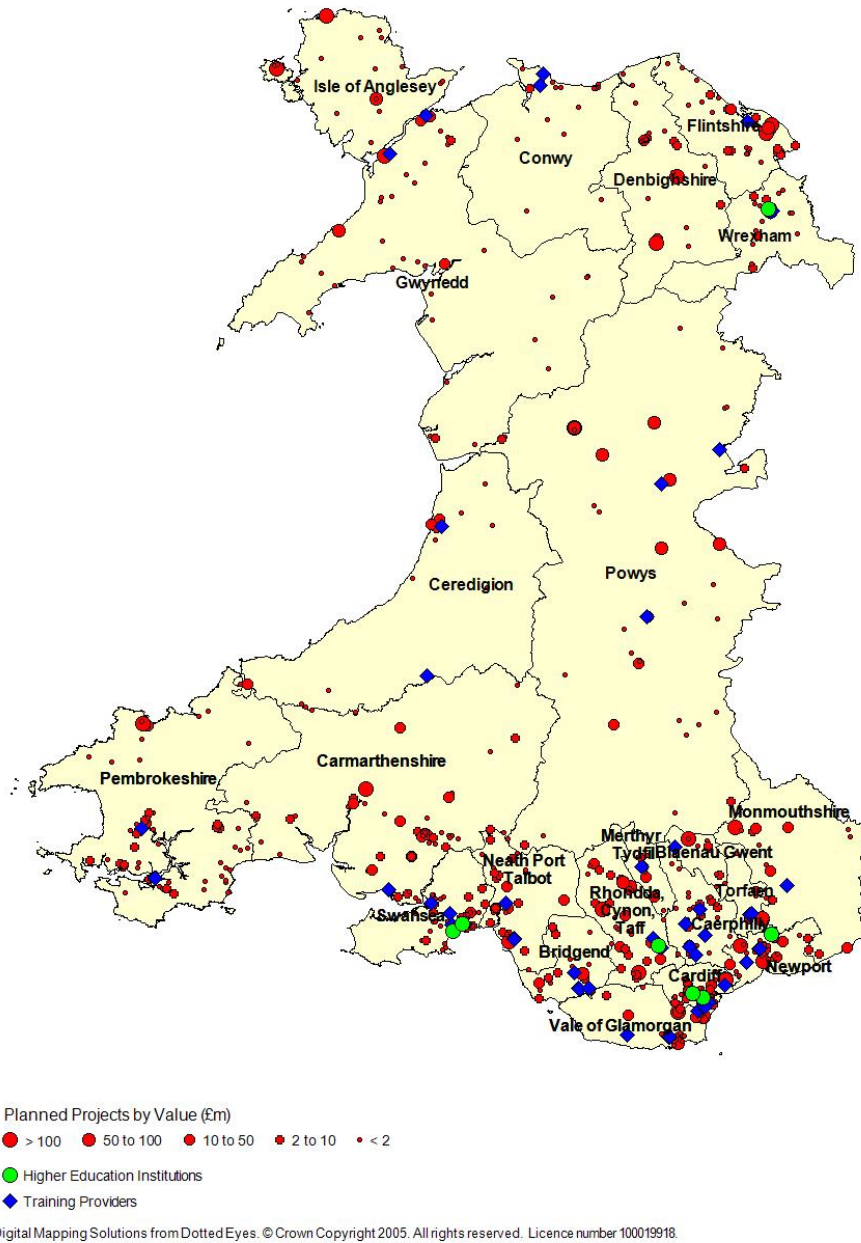 Isle of Anglesey
Flintshire
Conwy
Denbighshire
Wrexham
Gwynedd
Powys
Ceredigion
Carmarthenshire
Pembrokeshire
Monmouthshire
Merthyr
Tydfil
Blaenau Gwent
Neath Port
Talbot
Torfaen
Rhondda,
Cynon,
Taff
Swansea
Caerphilly
Bridgend
Newport
Cardiff
Vale of Glamorgan
Planned Projects by Value (£m)
> 100 50 to 100 10 to 50 2 to 10 < 2
Higher Education Institutions
Training Providers
Digital Mapping Solutions from Dotted Eyes. © Crown Copyright 2005. All rights reserved. Licence number 100019918.